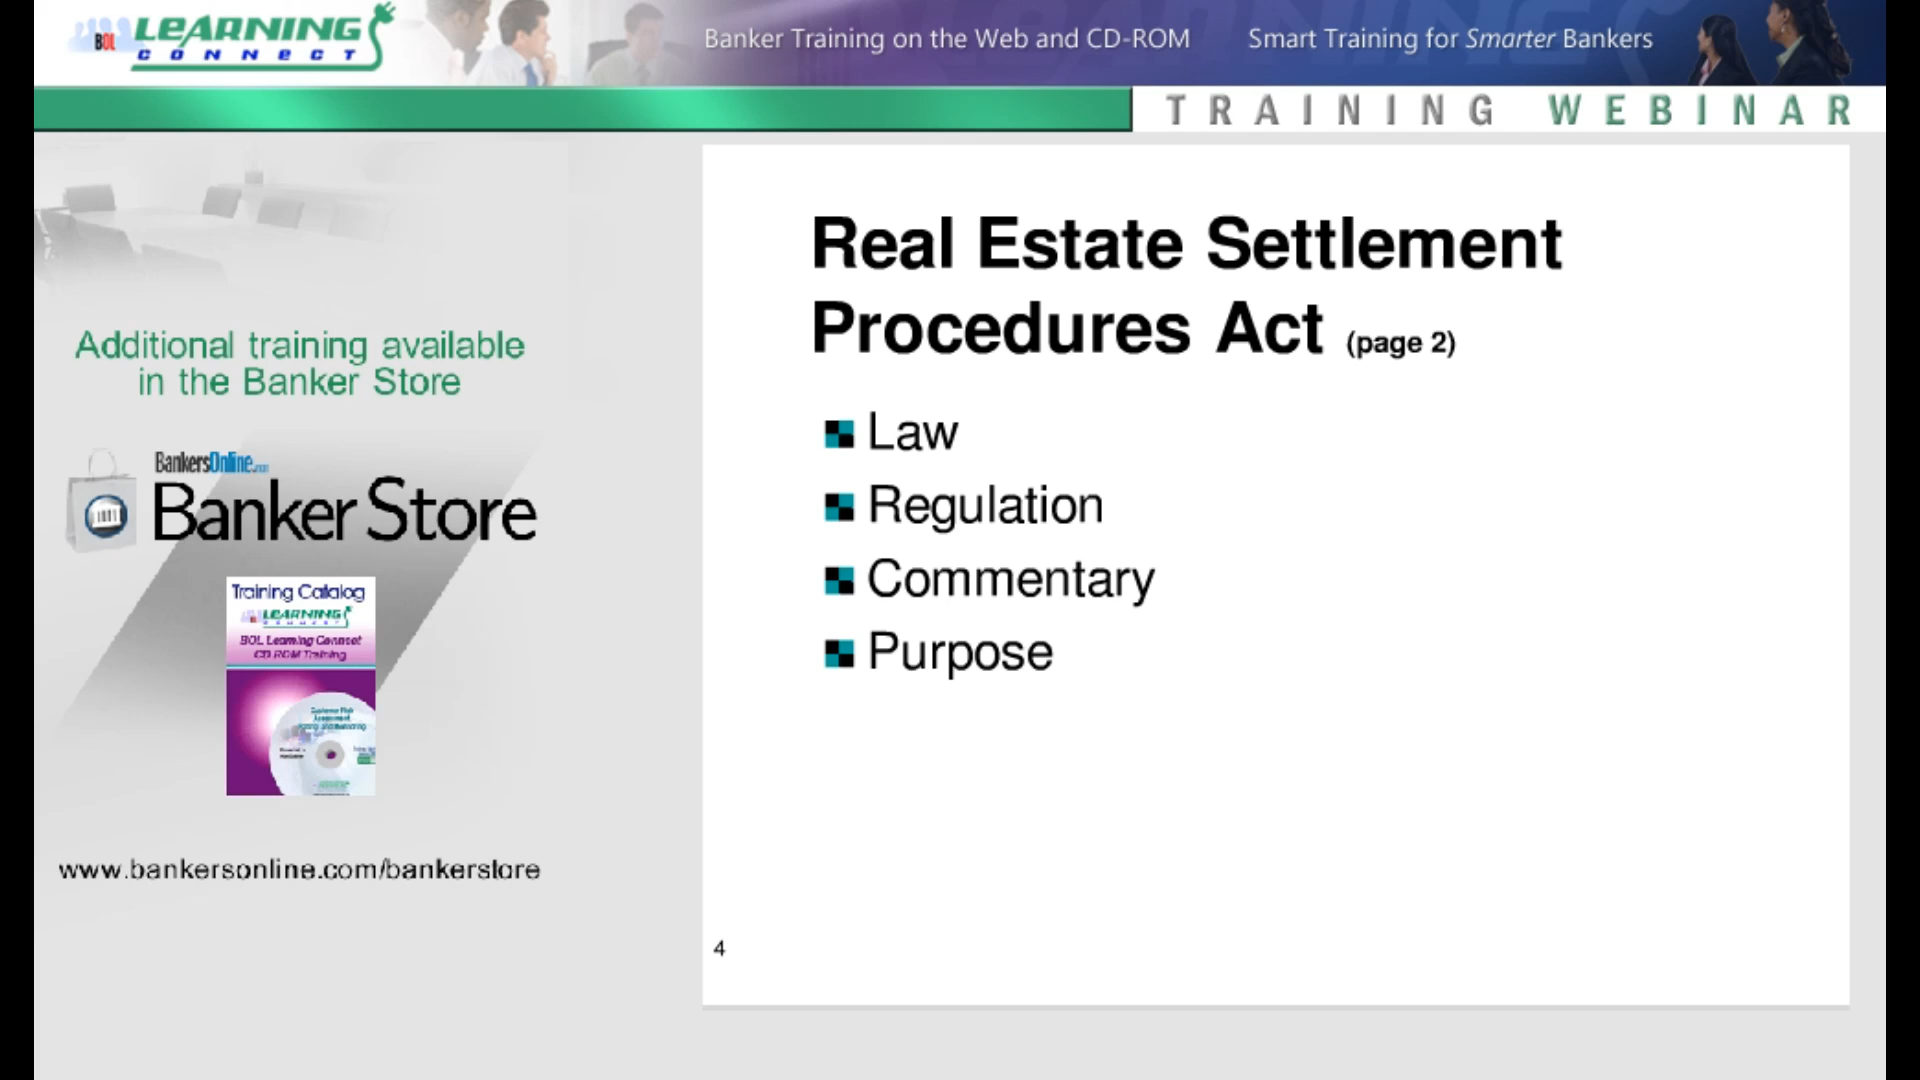 BOL LEARNING
CONNECT
Banker Training on the Web and CD-ROM
Smart Training for Smarter Bankers
TRAINING WEBINAR
Additional training available
in the Banker Store
BankersOnline.com
Banker Store
Training Catalog
LEARNING
BOL Learning Connect
CD ROM Training
www.bankersonline.com/bankerstore
Real Estate Settlement
Procedures Act (page 2)
Law
Regulation
Commentary
Purpose
4